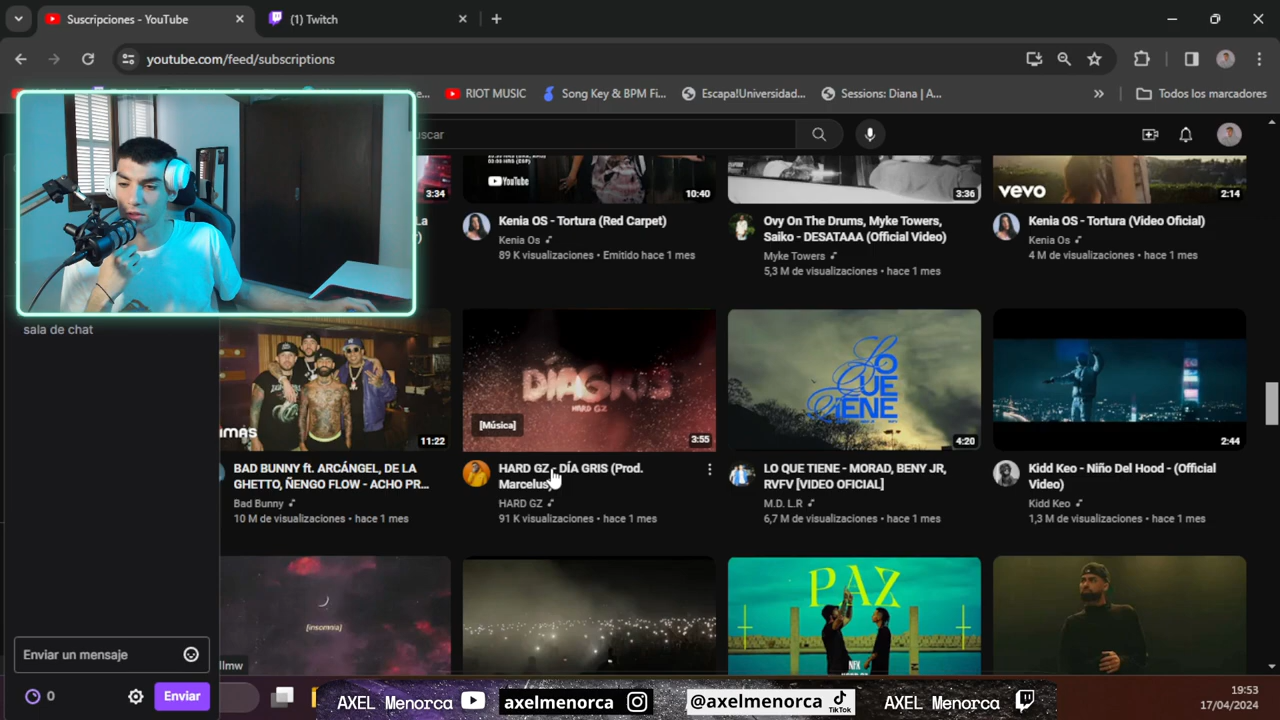 Suscripciones - YouTube
(1) Twitch
youtube.com/feed/subscriptions
RIOT MUSIC
Song Key & BPM Fi...
Escapa!Universidad...
Sessions: Diana | A...
Todos los marcadores
uscar
3:34
YouTube
10:40
3:36
vevo
2:14
Kenia OS - Tortura (Red Carpet)
Kenia Os
89 K visualizaciones • Emitido hace 1 mes
Ovy On The Drums, Myke Towers,
Saiko - DESATAAA (Official Video)
Myke Towers
5,3 M de visualizaciones • hace 1 mes
Kenia OS - Tortura (Video Oficial)
Kenia Os
4 M de visualizaciones • hace 1 mes
sala de chat
11:22
DÍA GRIS
HARD GZ
[Música]
3:55
LO QUE TIENE
4:20
2:44
BAD BUNNY ft. ARCÁNGEL, DE LA
GHETTO, ÑENGO FLOW - ACHO PR...
Bad Bunny
10 M de visualizaciones • hace 1 mes
HARD GZ - DÍA GRIS (Prod.
Marcelus)
HARD GZ
91 K visualizaciones • hace 1 mes
LO QUE TIENE - MORAD, BENY JR,
RVFV [VIDEO OFICIAL]
M.D. L.R
6,7 M de visualizaciones • hace 1 mes
Kidd Keo - Niño Del Hood - (Official
Video)
Kidd Keo
1,3 M de visualizaciones • hace 1 mes
[insomnia]
PAZ
Enviar un mensaje
0
Enviar
AXEL Menorca
axelmenorca
@axelmenorca
TikTok
AXEL Menorca
19:53
17/04/2024